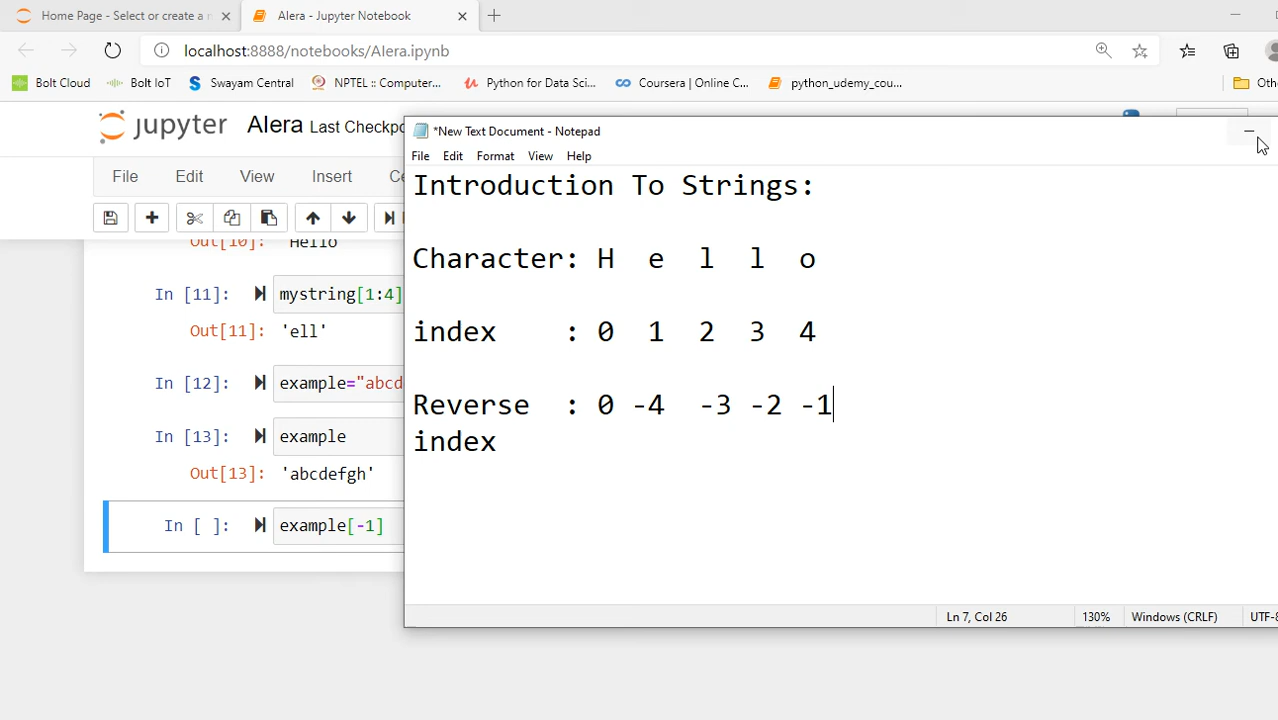 Home Page - Select or create a n
Alera - Jupyter Notebook
localhost:8888/notebooks/Alera.ipynb
Bolt Cloud
Bolt IoT
Swayam Central
NPTEL :: Computer...
Python for Data Sci...
Coursera | Online C...
python_udemy_cou...
Oth
jupyter Alera Last Checkpo
File Edit View Insert Ce
Out[10]: 'Hello'
In [11]: mystring[1:4]
Out[11]: 'ell'
In [12]: example="abcd
In [13]: example
Out[13]: 'abcdefgh'
In [ ]: example[-1]
*New Text Document - Notepad
File Edit Format View Help
Introduction To Strings:
Character: H e l l o
index : 0 1 2 3 4
Reverse : 0 -4 -3 -2 -1
index
Ln 7, Col 26
130%
Windows (CRLF)
UTF-8